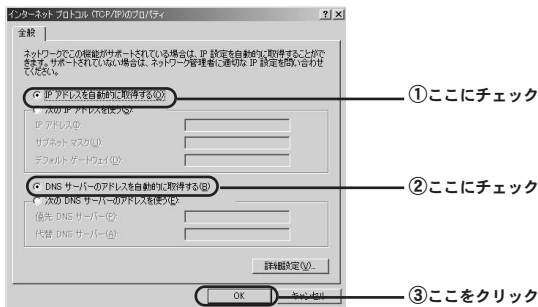 インターネット プロトコル (TCP/IP)のプロパティ
全般
ネットワークでこの機能がサポートされている場合は、IP 設定を自動的に取得することがで
きます。サポートされていない場合は、ネットワーク管理者に適切な IP 設定を問い合わせ
てください。
IP アドレスを自動的に取得する(O)
①ここにチェック
次の IP アドレスを使う(S):
IP アドレス(I):
サブネット マスク(U):
デフォルト ゲートウェイ(D):
DNS サーバーのアドレスを自動的に取得する(B)
②ここにチェック
次の DNS サーバーのアドレスを使う(E):
優先 DNS サーバー(P):
代替 DNS サーバー(A):
詳細設定(V)...
OK
キャンセル
③ここをクリック